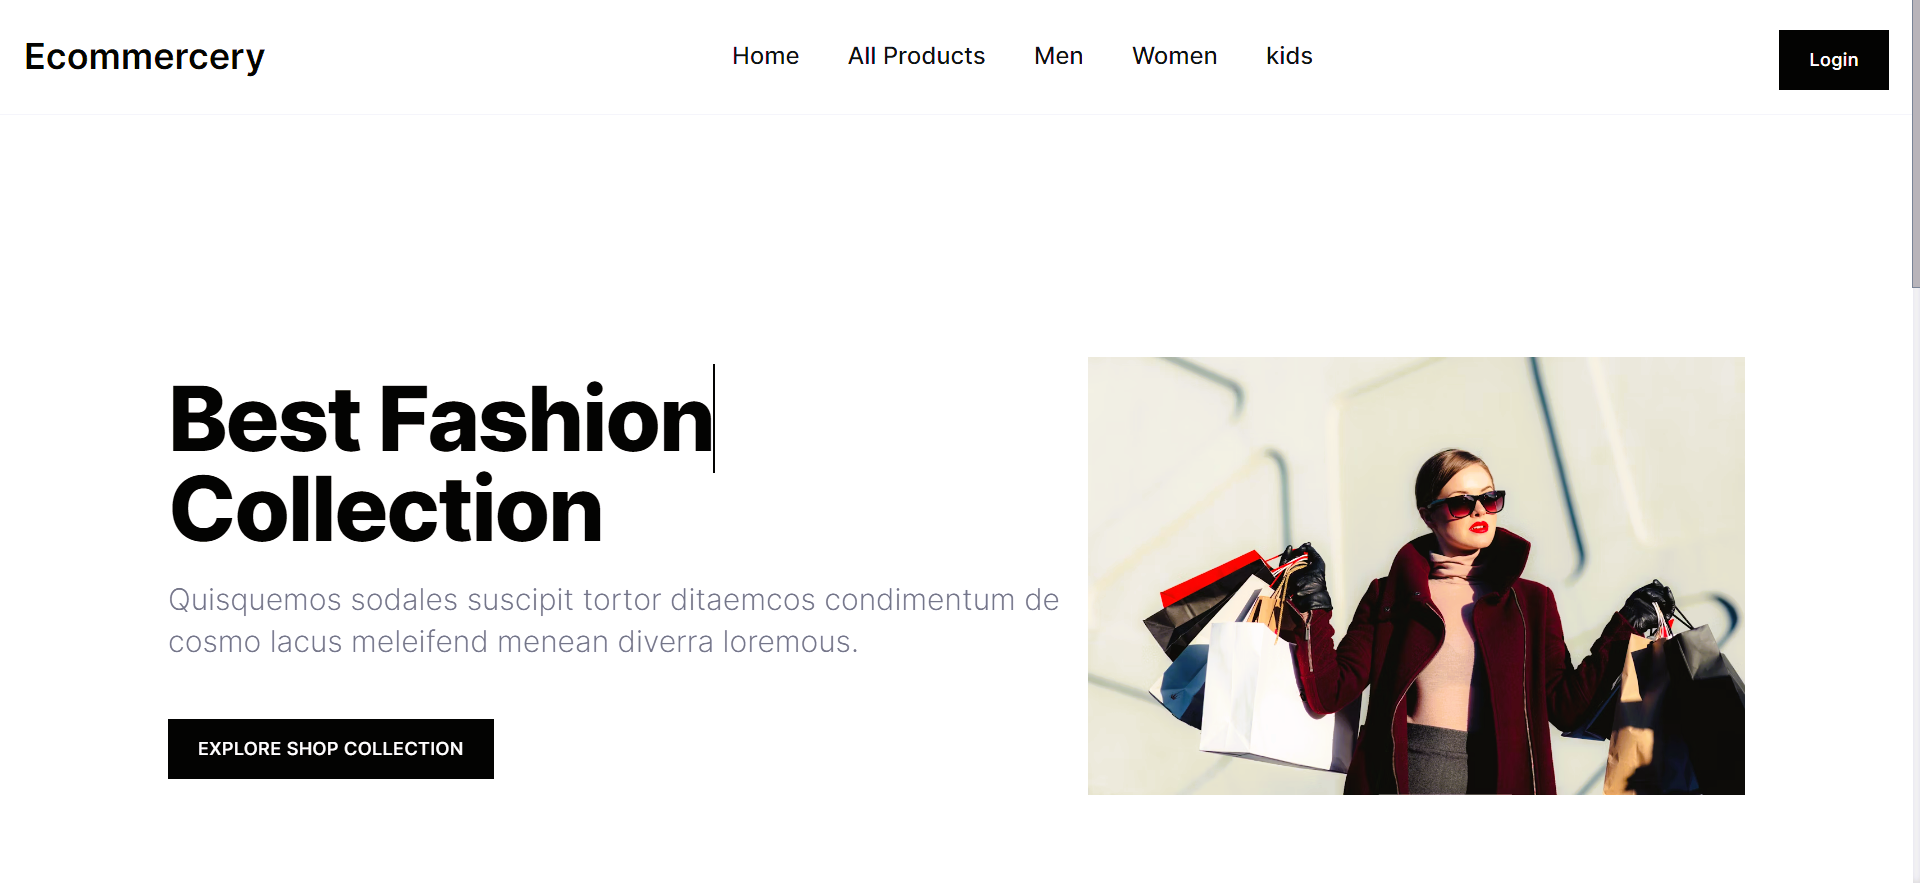 Ecommercery
Home
All Products
Men
Women
kids
Login
Best Fashion
Collection
Quisquemos sodales suscipit tortor ditaemcos condimentum de
cosmo lacus meleifend menean diverra loremous.
EXPLORE SHOP COLLECTION